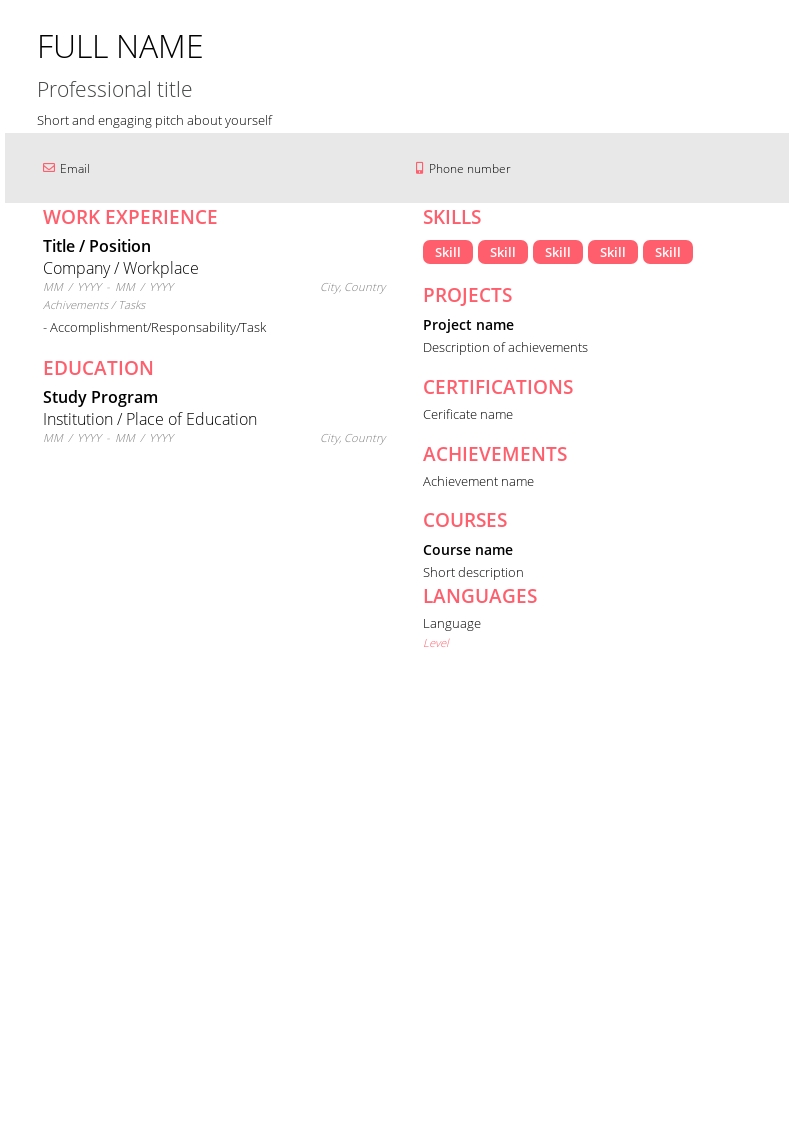 FULL NAME
Professional title
Short and engaging pitch about yourself
Email
Phone number
WORK EXPERIENCE
Title / Position
Company / Workplace
MM / YYYY - MM / YYYY City, Country
Achivements / Tasks
- Accomplishment/Responsability/Task
EDUCATION
Study Program
Institution / Place of Education
MM / YYYY - MM / YYYY City, Country
SKILLS
Skill Skill Skill Skill Skill
PROJECTS
Project name
Description of achievements
CERTIFICATIONS
Cerificate name
ACHIEVEMENTS
Achievement name
COURSES
Course name
Short description
LANGUAGES
Language
Level